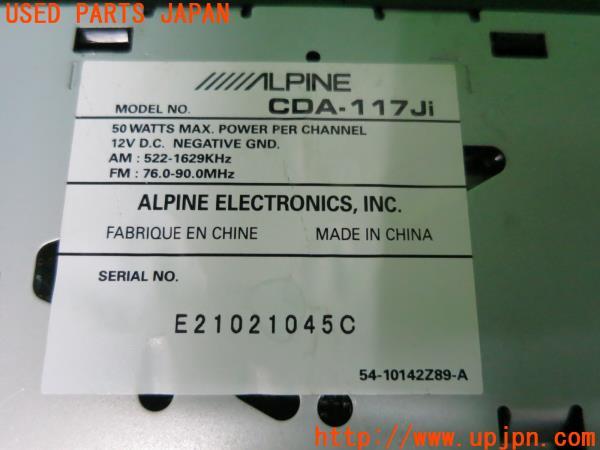 USED PARTS JAPAN
ALPINE
MODEL NO. CDA-117Ji
50 WATTS MAX. POWER PER CHANNEL
12V D.C. NEGATIVE GND.
AM : 522-1629KHz
FM : 76.0-90.0MHz
ALPINE ELECTRONICS, INC.
FABRIQUE EN CHINE MADE IN CHINA
SERIAL NO.
E21021045C
54-10142Z89-A
http://www.upjpn.com